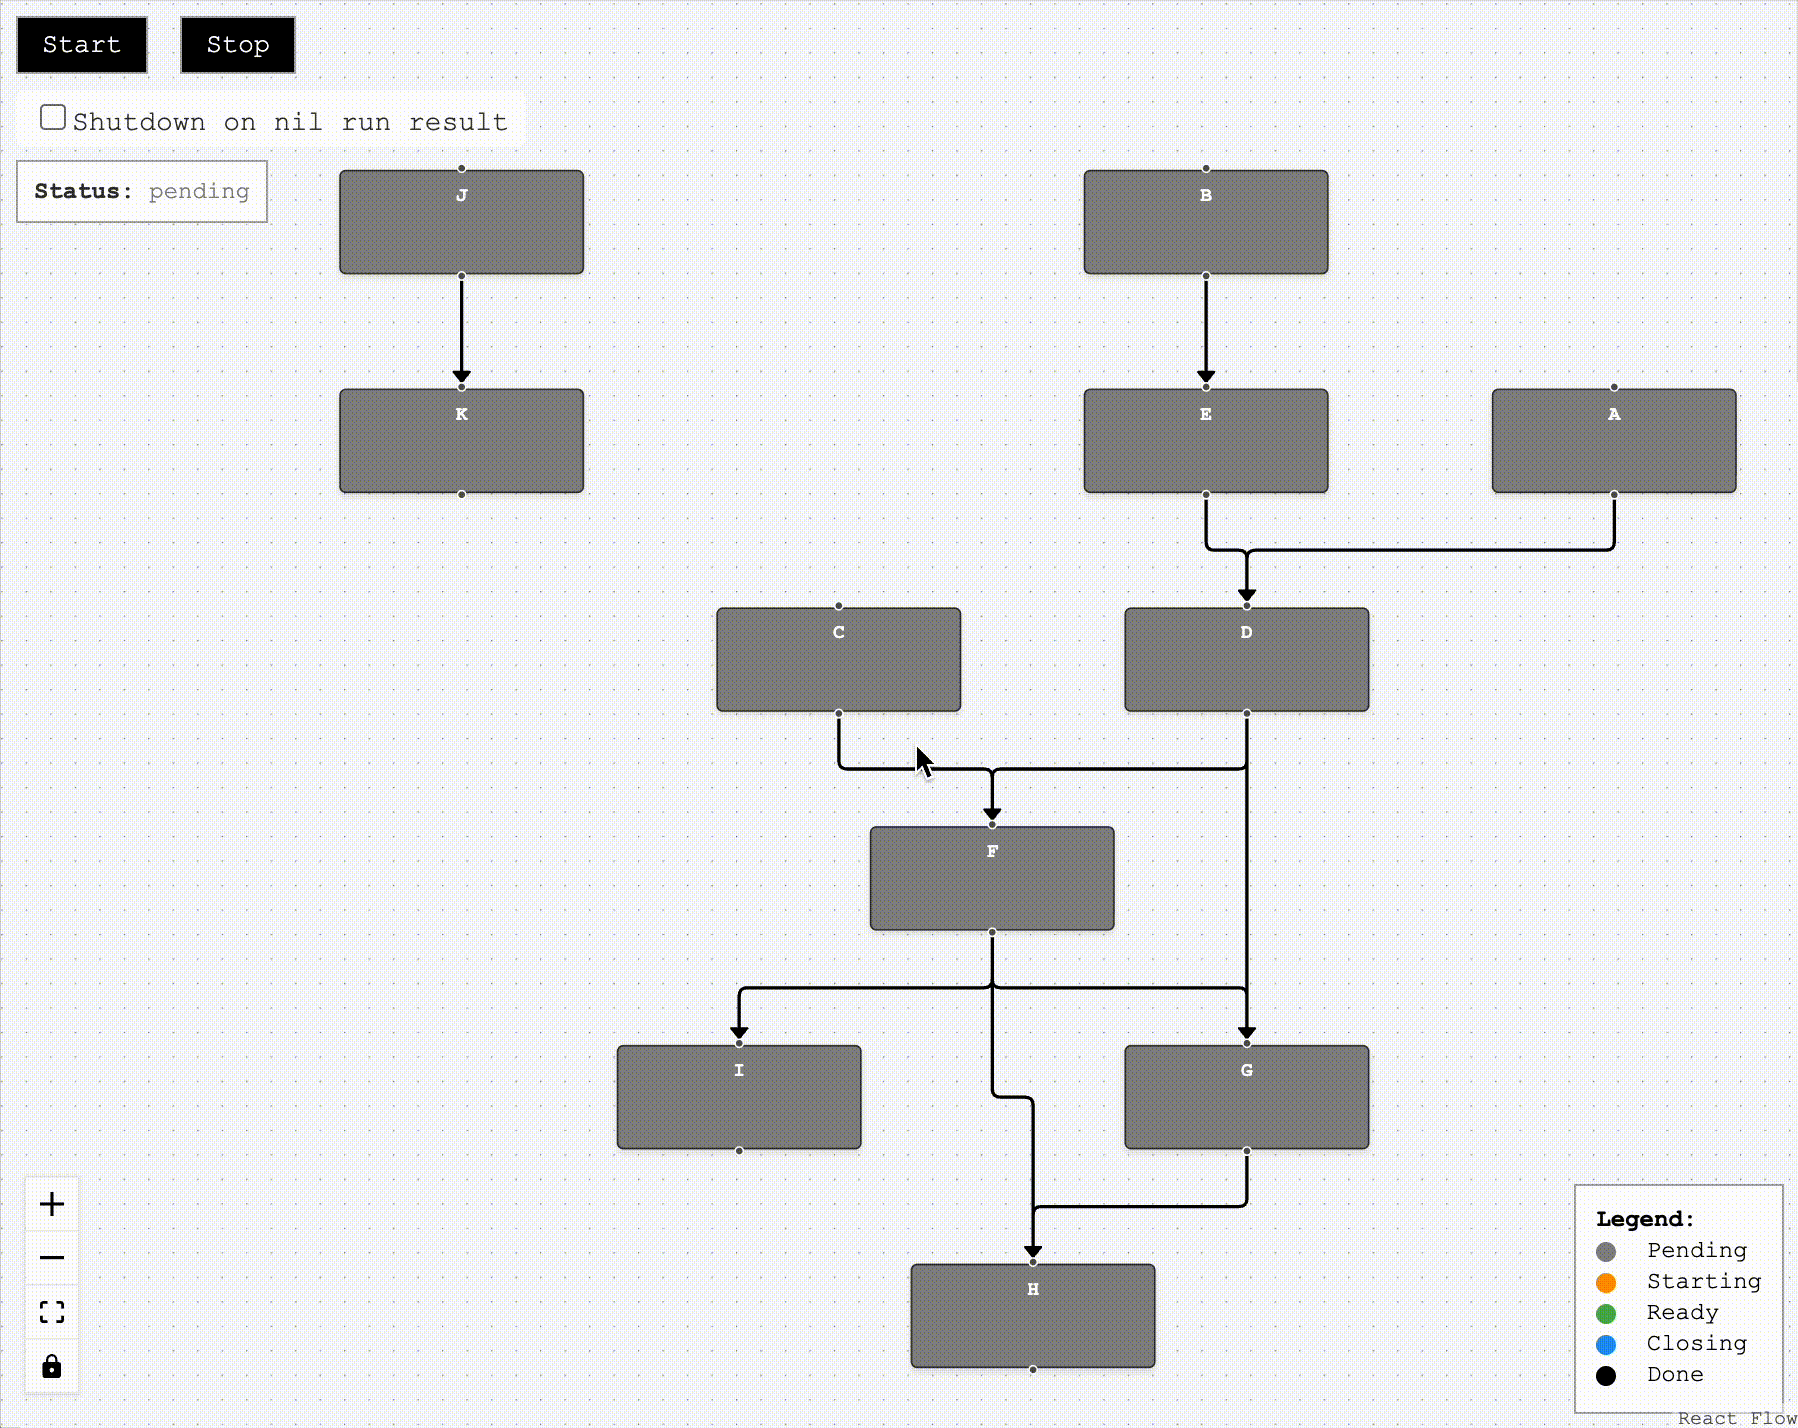 Start
Stop
Shutdown on nil run result
Status: pending
J
B
K
E
A
C
D
F
I
G
H
Legend:
Pending
Starting
Ready
Closing
Done
React Flow